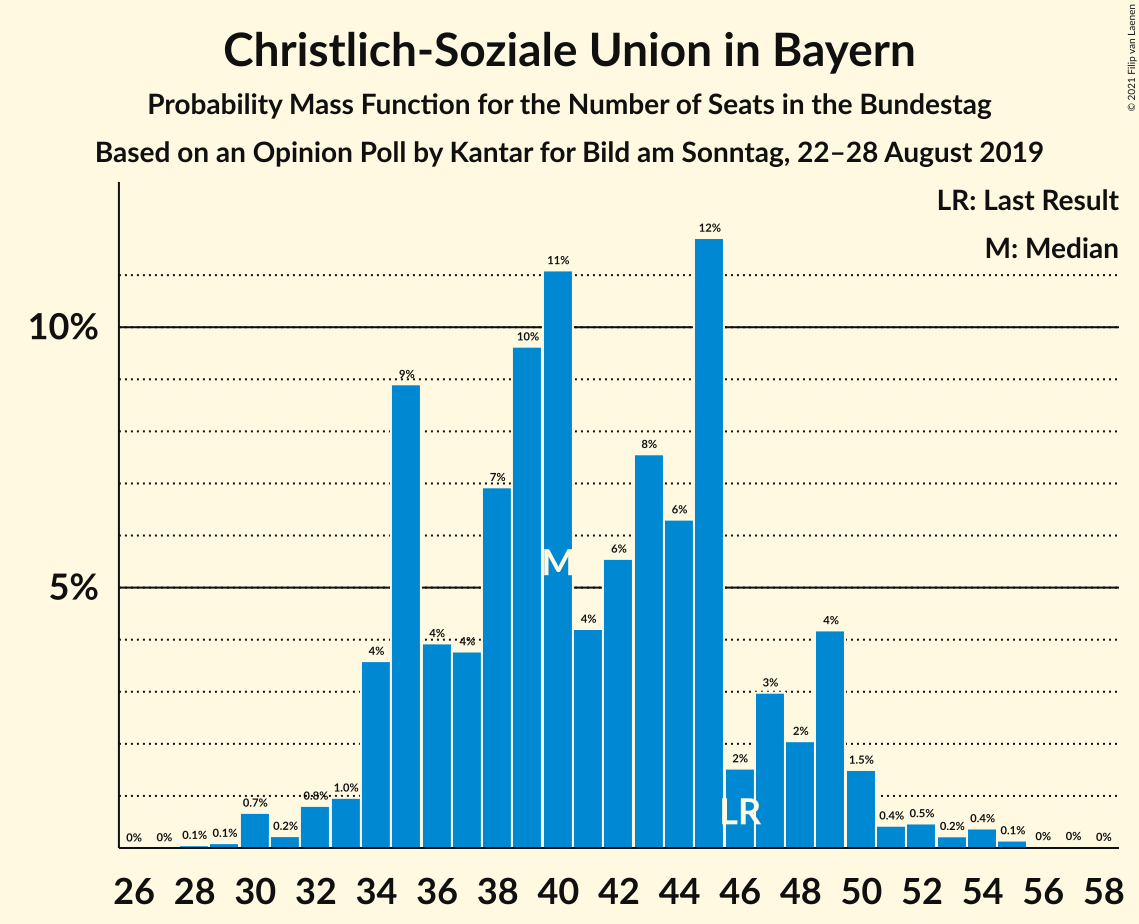 Christlich-Soziale Union in Bayern
Probability Mass Function for the Number of Seats in the Bundestag
Based on an Opinion Poll by Kantar for Bild am Sonntag, 22–28 August 2019
© 2021 Filip van Laenen
LR: Last Result
M: Median
10%
5%
0% 0% 0.1% 0.1% 0.7% 0.2% 0.8% 1.0% 4% 9% 4% 4% 7% 10% 11% 4% 6% 8% 6% 12% 2% 3% 2% 4% 1.5% 0.4% 0.5% 0.2% 0.4% 0.1% 0% 0% 0%
M
LR
26 28 30 32 34 36 38 40 42 44 46 48 50 52 54 56 58